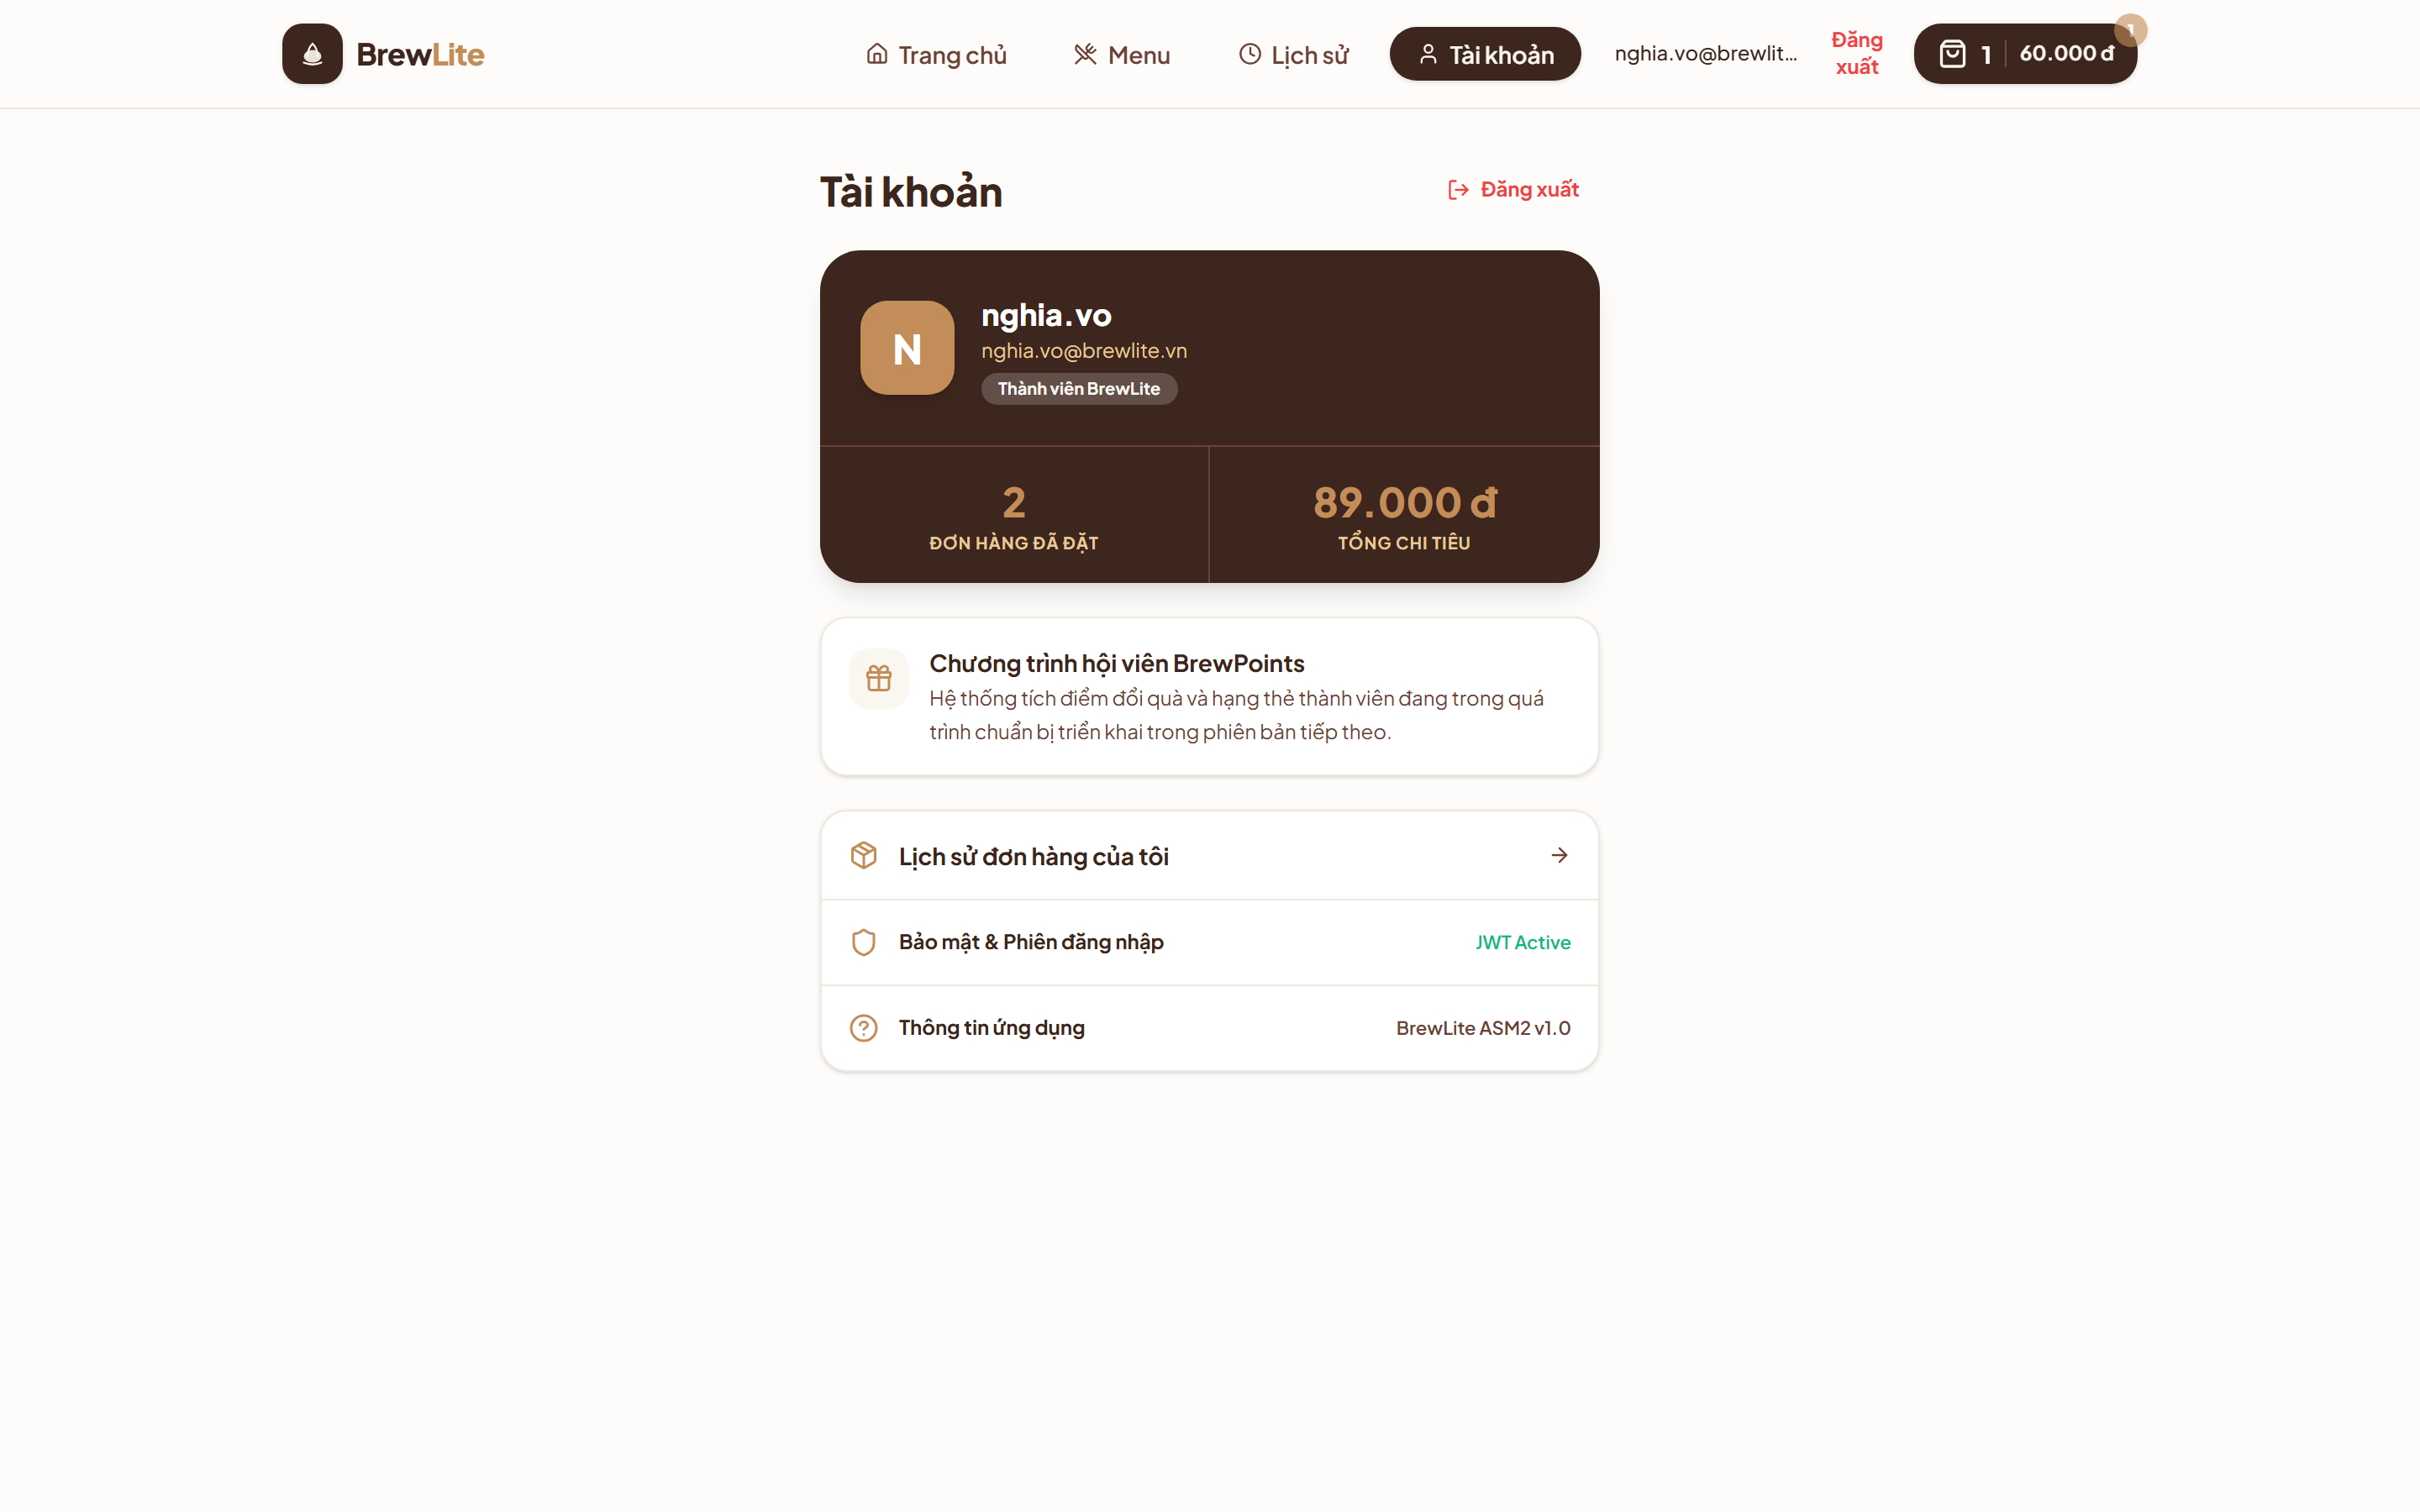 BrewLite
Trang chủ
Menu
Lịch sử
Tài khoản
nghia.vo@brewlit...
Đăng
xuất
1
60.000 đ
1
Tài khoản
Đăng xuất
N
nghia.vo
nghia.vo@brewlite.vn
Thành viên BrewLite
2
ĐƠN HÀNG ĐÃ ĐẶT
89.000 đ
TỔNG CHI TIÊU
Chương trình hội viên BrewPoints
Hệ thống tích điểm đổi quà và hạng thẻ thành viên đang trong quá
trình chuẩn bị triển khai trong phiên bản tiếp theo.
Lịch sử đơn hàng của tôi
Bảo mật & Phiên đăng nhập
JWT Active
Thông tin ứng dụng
BrewLite ASM2 v1.0